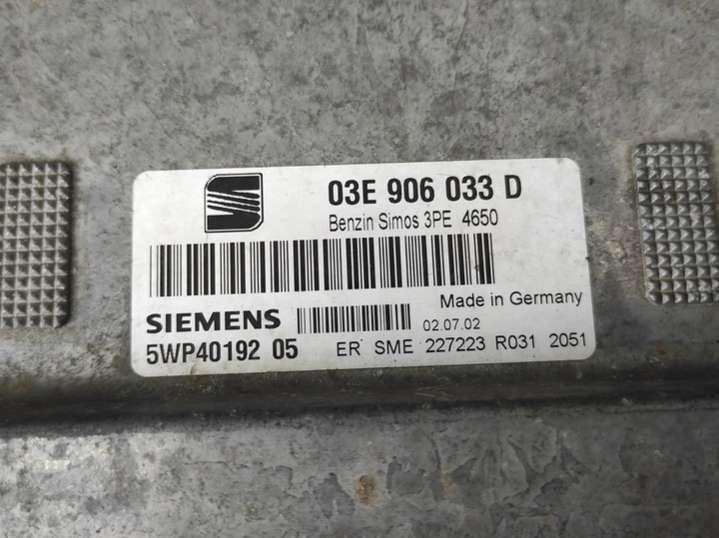 03E 906 033 D
Benzin Simos 3PE 4650
Made in Germany
SIEMENS 02.07.02
5WP40192 05 ER SME 227223 R031 2051